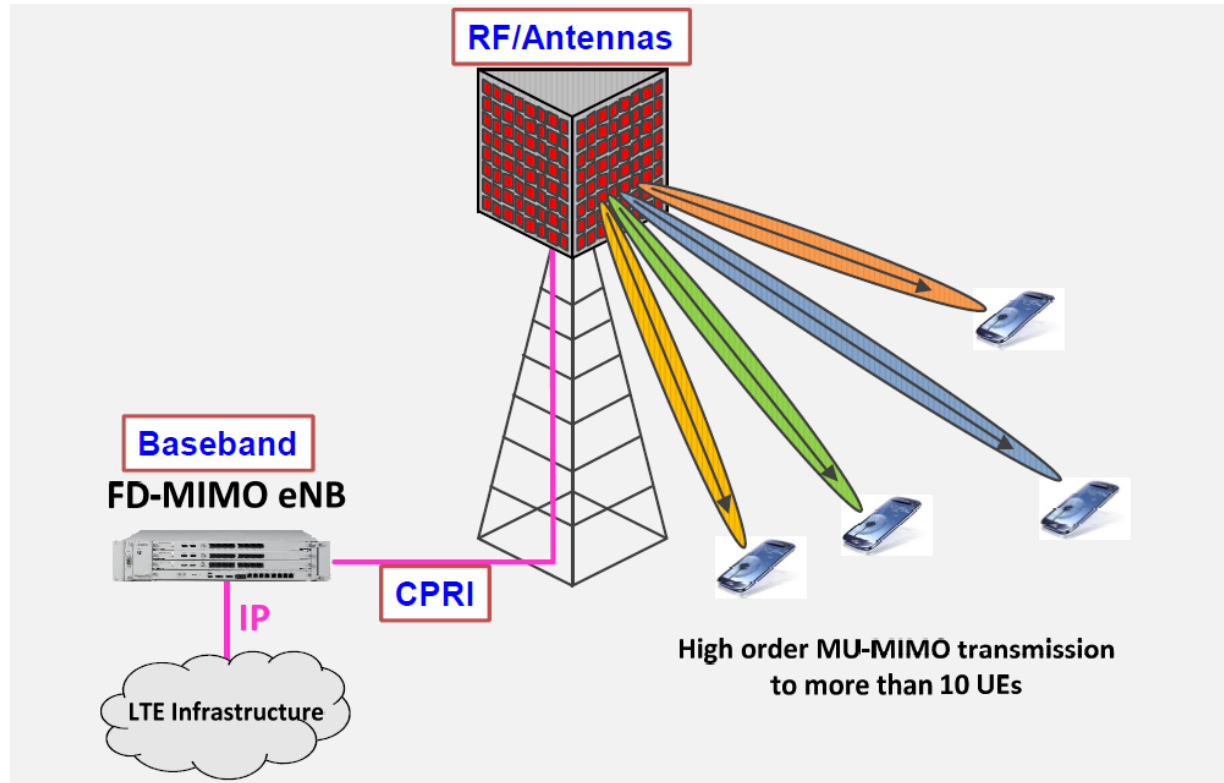 RF/Antennas
Baseband
FD-MIMO eNB
CPRI
IP
LTE Infrastructure
High order MU-MIMO transmission
to more than 10 UEs